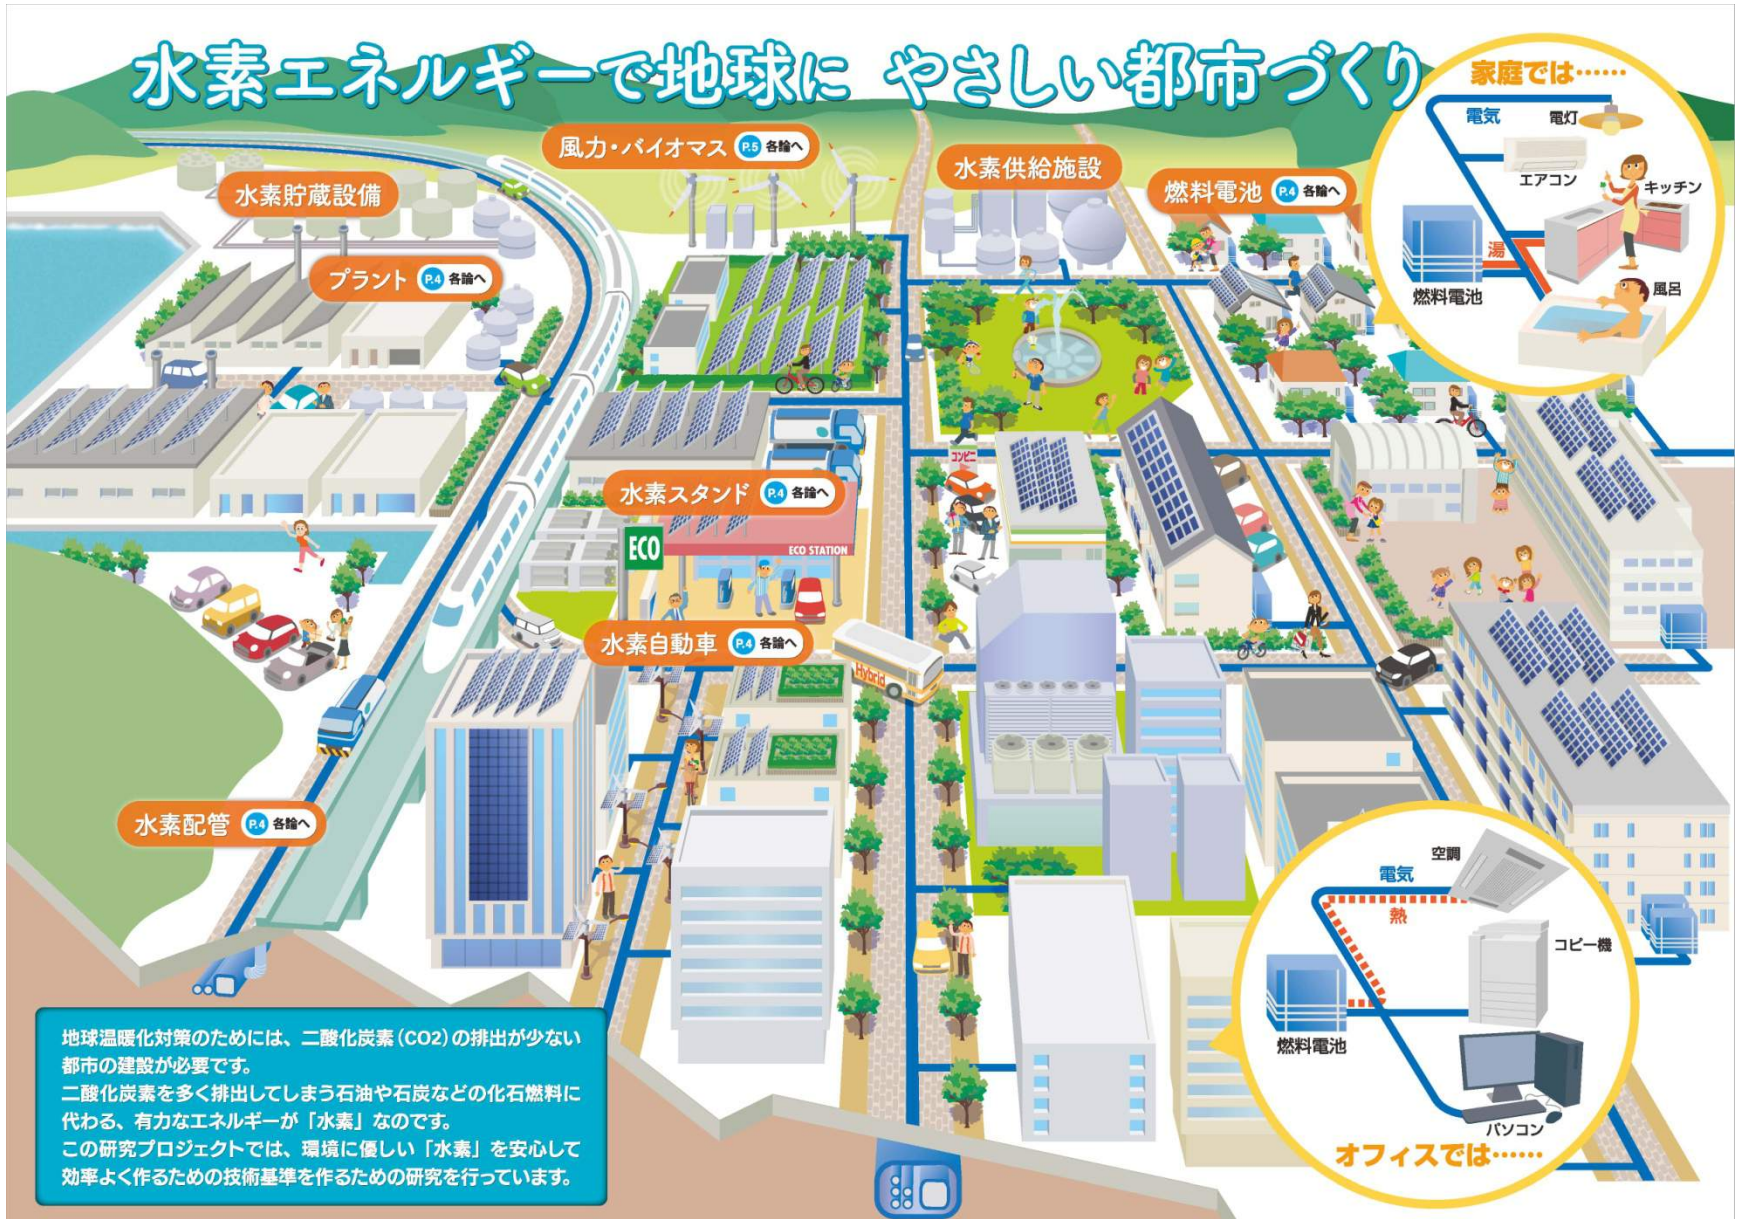 水素エネルギーで地球に やさしい都市づくり
家庭では……
電気
電灯
エアコン
キッチン
湯
燃料電池
風呂
風力・バイオマス P.5 各論へ
水素供給施設
燃料電池 P.4 各論へ
水素貯蔵設備
プラント P.4 各論へ
コンビニ
水素スタンド P.4 各論へ
ECO
ECO STATION
水素自動車 P.4 各論へ
Hybrid
水素配管 P.4 各論へ
空調
電気
熱
コピー機
燃料電池
パソコン
オフィスでは……
地球温暖化対策のためには、二酸化炭素(CO2)の排出が少ない
都市の建設が必要です。
二酸化炭素を多く排出してしまう石油や石炭などの化石燃料に
代わる、有力なエネルギーが「水素」なのです。
この研究プロジェクトでは、環境に優しい「水素」を安心して
効率よく作るための技術基準を作るための研究を行っています。